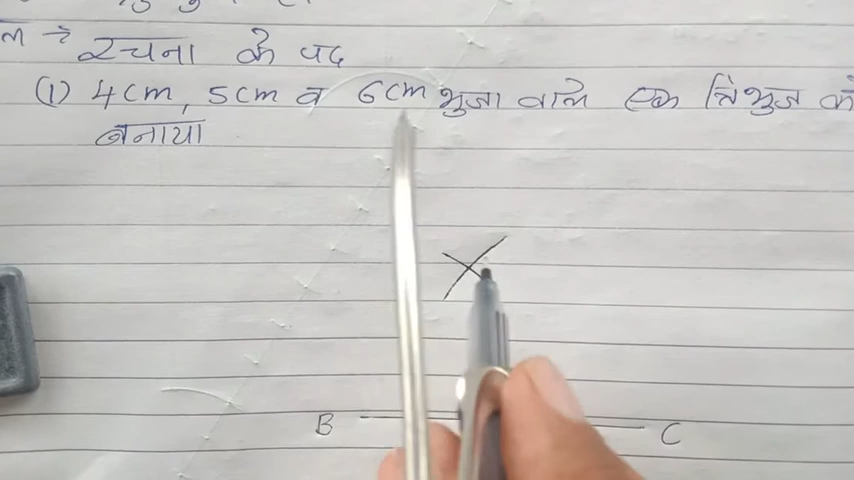 रचना के पद
(1) 4cm, 5cm व 6cm भुजा वाले एक त्रिभुज को
बनाया
B C